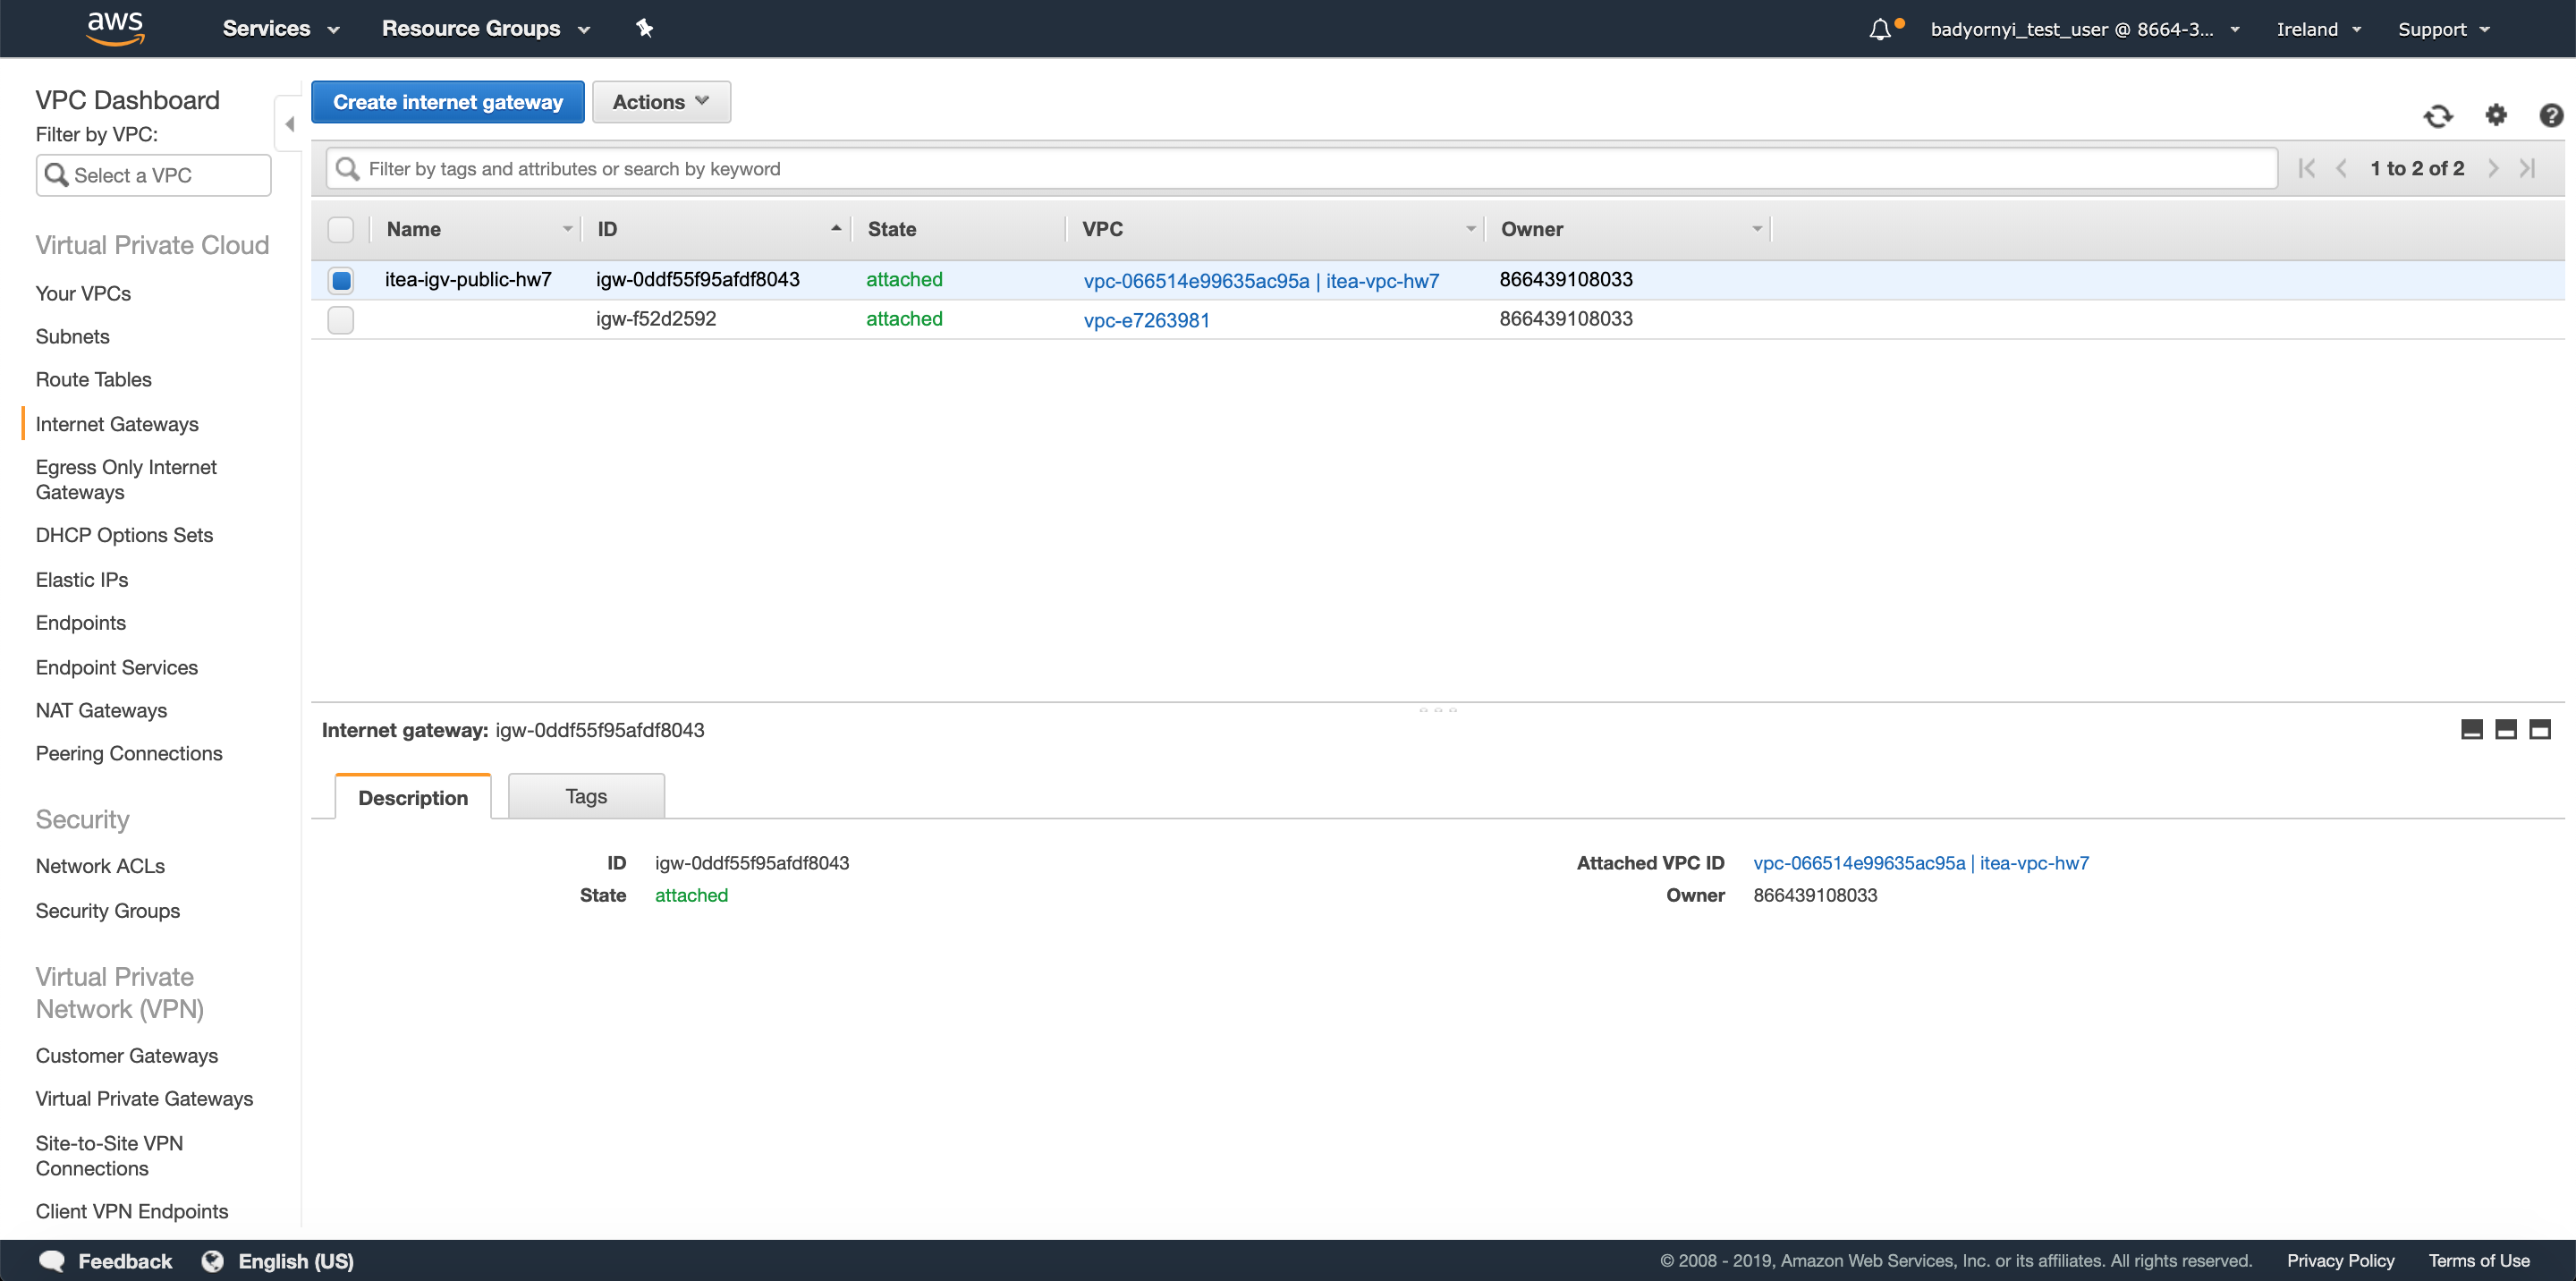 aws Services Resource Groups badyornyi_test_user @ 8664-3... Ireland Support
VPC Dashboard
Filter by VPC:
Select a VPC
Virtual Private Cloud
Your VPCs
Subnets
Route Tables
Internet Gateways
Egress Only Internet
Gateways
DHCP Options Sets
Elastic IPs
Endpoints
Endpoint Services
NAT Gateways
Peering Connections
Security
Network ACLs
Security Groups
Virtual Private
Network (VPN)
Customer Gateways
Virtual Private Gateways
Site-to-Site VPN
Connections
Client VPN Endpoints
Create internet gateway Actions
Filter by tags and attributes or search by keyword 1 to 2 of 2
Name ID State VPC Owner
itea-igv-public-hw7 igw-0ddf55f95afdf8043 attached vpc-066514e99635ac95a | itea-vpc-hw7 866439108033
igw-f52d2592 attached vpc-e7263981 866439108033
Internet gateway: igw-0ddf55f95afdf8043
Description Tags
ID igw-0ddf55f95afdf8043 Attached VPC ID vpc-066514e99635ac95a | itea-vpc-hw7
State attached Owner 866439108033
Feedback English (US) © 2008 - 2019, Amazon Web Services, Inc. or its affiliates. All rights reserved. Privacy Policy Terms of Use